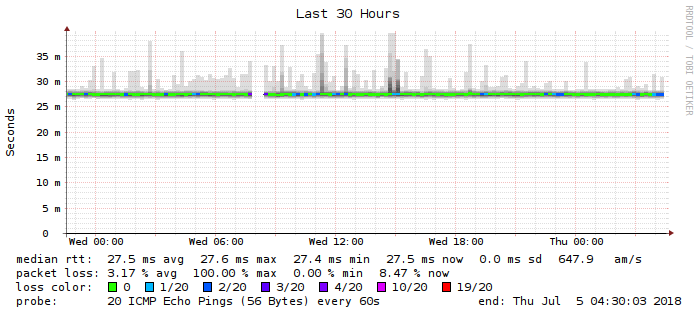 Last 30 Hours
RRDTOOL / TOBI OETIKER
Seconds
35 m
30 m
25 m
20 m
15 m
10 m
5 m
0
Wed 00:00 Wed 06:00 Wed 12:00 Wed 18:00 Thu 00:00
median rtt: 27.5 ms avg 27.6 ms max 27.4 ms min 27.5 ms now 0.0 ms sd 647.9 am/s
packet loss: 3.17 % avg 100.00 % max 0.00 % min 8.47 % now
loss color: 0 1/20 2/20 3/20 4/20 10/20 19/20
probe: 20 ICMP Echo Pings (56 Bytes) every 60s end: Thu Jul 5 04:30:03 2018